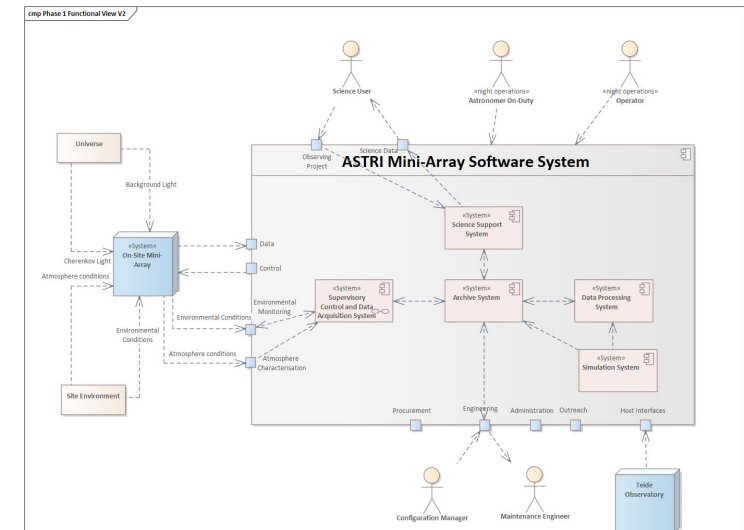 cmp Phase 1 Functional View V2
Science User
«night operations»
Astronomer On-Duty
«night operations»
Operator
Universe
Observing
Project
Science Data
ASTRI Mini-Array Software System
Background Light
«System»
Science Support
System
«System»
On-Site Mini-
Array
Data
Cherenkov Light
Control
Atmosphere conditions
«System»
Supervisory
Control and Data
Acquisition System
«System»
Archive System
«System»
Data Processing
System
Environmental
Monitoring
Environmental Conditions
Environmental
Conditions
Atmosphere conditions
Atmosphere
Characterisation
«System»
Simulation System
Site Environment
Procurement
Engineering
Administration
Outreach
Host Interfaces
Configuration Manager
Maintenance Engineer
Teide
Observatory